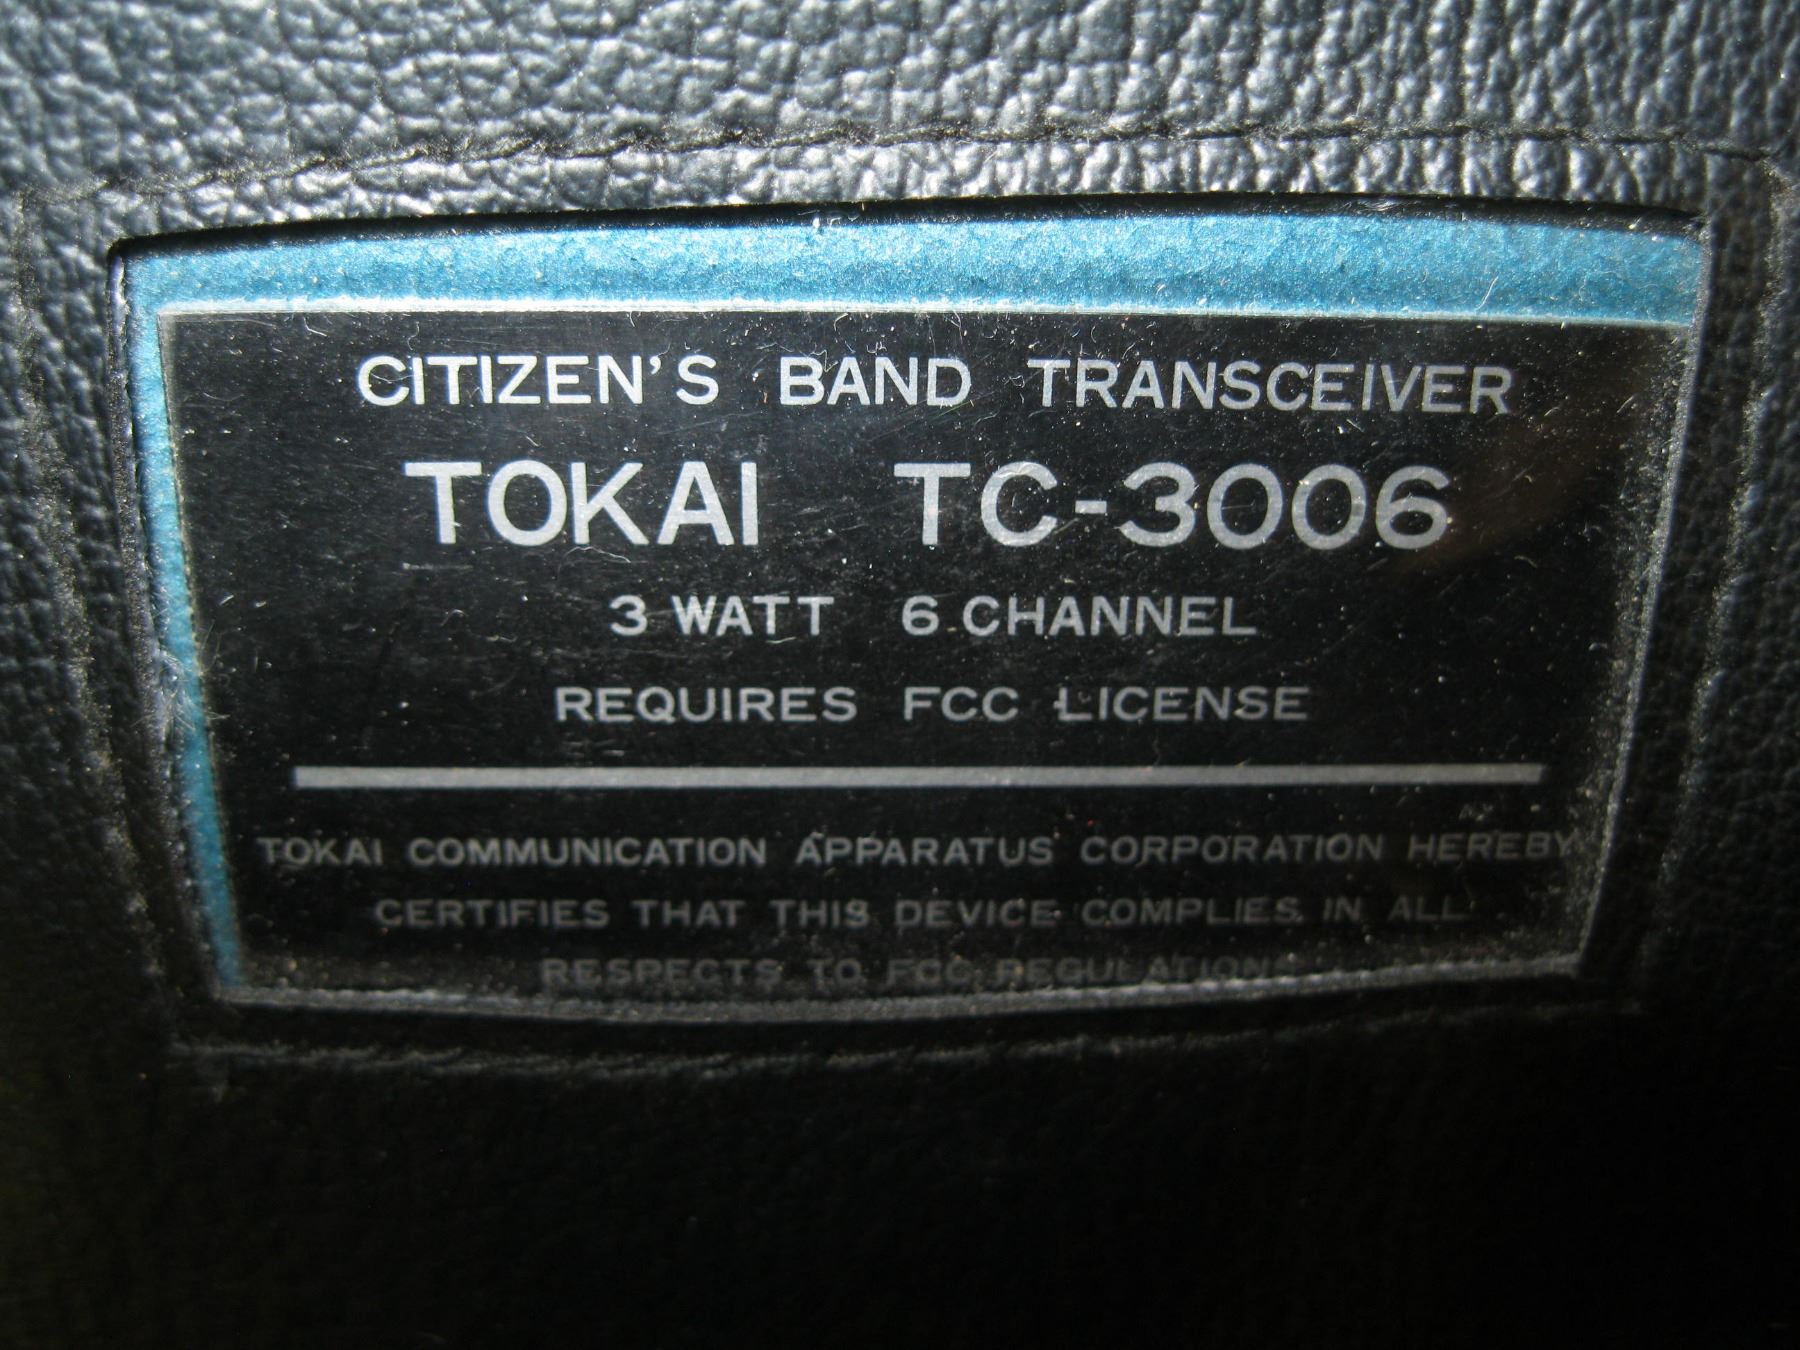 CITIZEN'S BAND TRANSCEIVER
TOKAI TC-3006
3 WATT 6 CHANNEL
REQUIRES FCC LICENSE
TOKAI COMMUNICATION APPARATUS CORPORATION HEREBY
CERTIFIES THAT THIS DEVICE COMPLIES IN ALL
RESPECTS TO FCC REGULATIONS